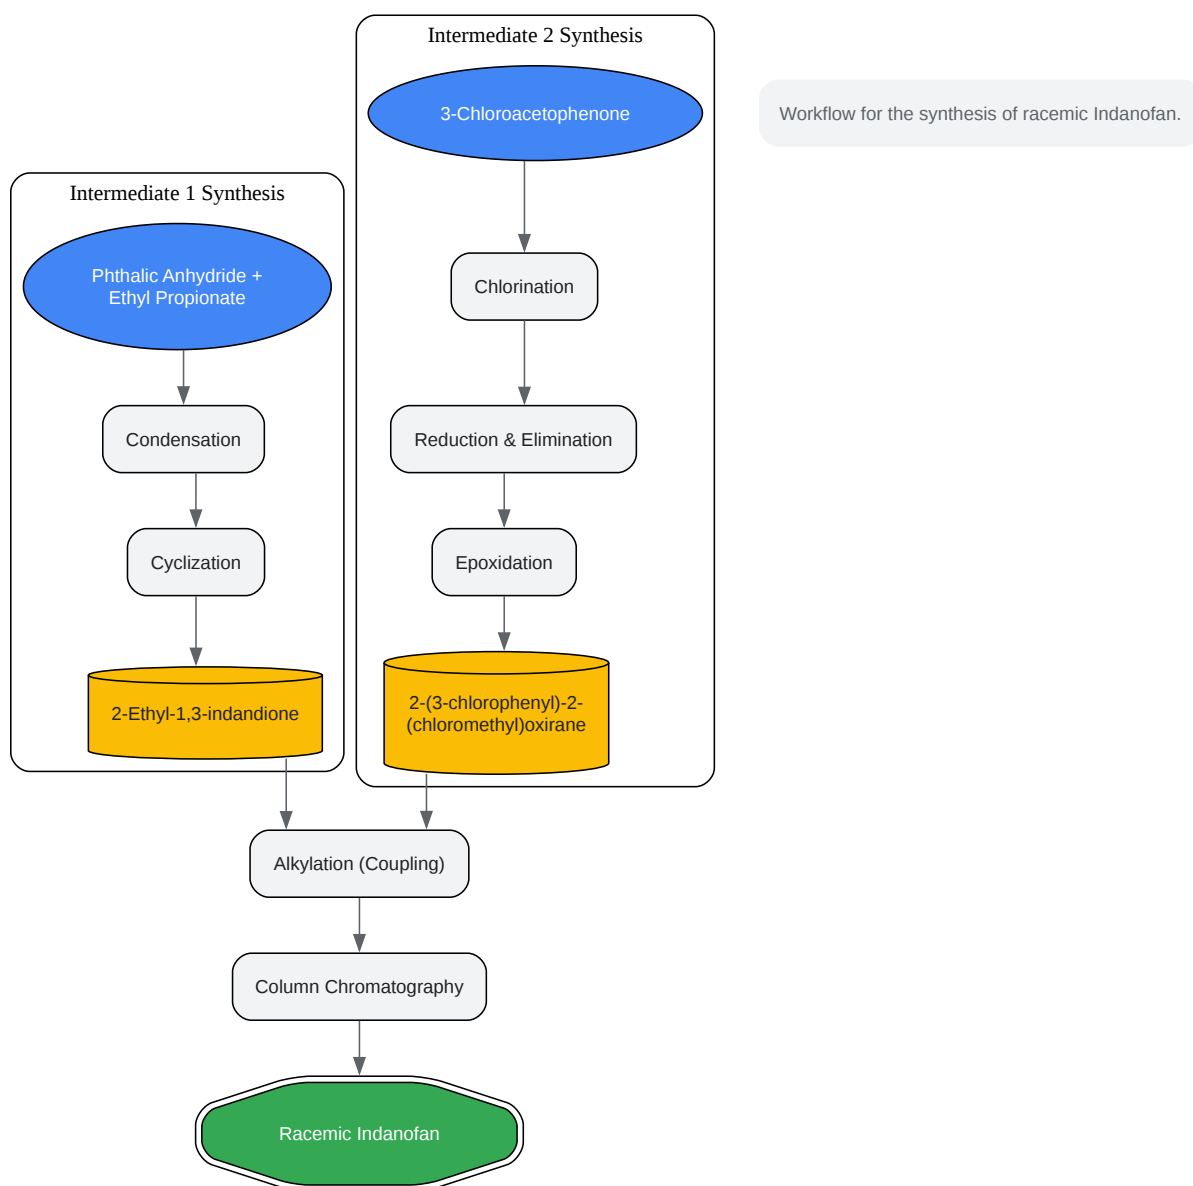 Intermediate 2 Synthesis
3-Chloroacetophenone
Workflow for the synthesis of racemic Indanofan.
Intermediate 1 Synthesis
Phthalic Anhydride +
Ethyl Propionate
Chlorination
Condensation
Reduction & Elimination
Cyclization
Epoxidation
2-Ethyl-1,3-indandione
2-(3-chlorophenyl)-2-
(chloromethyl)oxirane
Alkylation (Coupling)
Column Chromatography
Racemic Indanofan